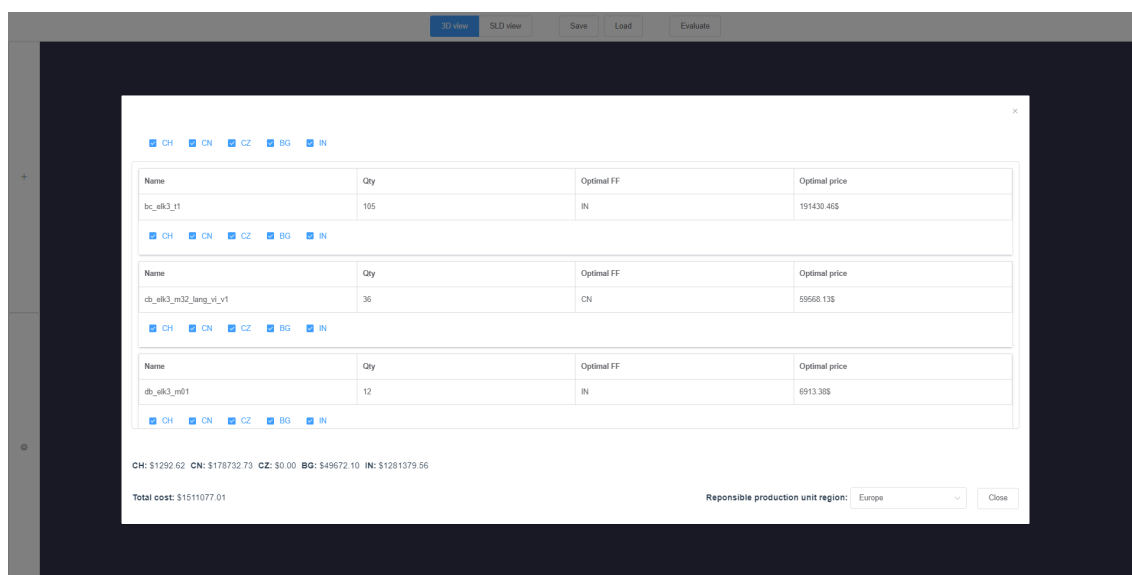 3D view SLD view Save Load Evaluate
×
CH CN CZ BG IN
Name Qty Optimal FF Optimal price
bc_elk3_t1 105 IN 191430.46$
CH CN CZ BG IN
Name Qty Optimal FF Optimal price
cb_elk3_m32_lang_vi_v1 36 CN 59568.13$
CH CN CZ BG IN
Name Qty Optimal FF Optimal price
db_elk3_m01 12 IN 6913.38$
CH CN CZ BG IN
CH: $1292.62 CN: $178732.73 CZ: $0.00 BG: $49672.10 IN: $1281379.56
Total cost: $1511077.01 Reponsible production unit region: Europe Close